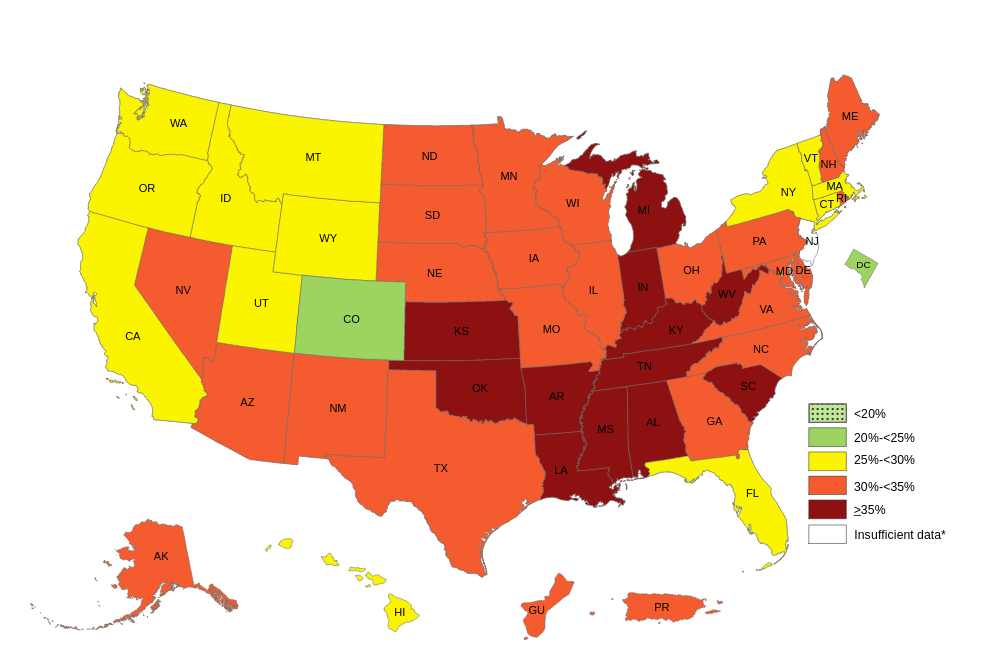 ME
WA
VT
NH
MT
ND
MN
MA
OR
ID
SD
WI
MI
NY
CT
RI
WY
PA
NJ
NV
UT
NE
IA
IL
IN
OH
MD
DE
DC
WV
VA
CA
CO
KS
MO
KY
NC
AZ
NM
OK
AR
TN
SC
MS
AL
GA
TX
LA
FL
<20%
20%-<25%
25%-<30%
30%-<35%
≥35%
Insufficient data*
AK
HI
GU
PR